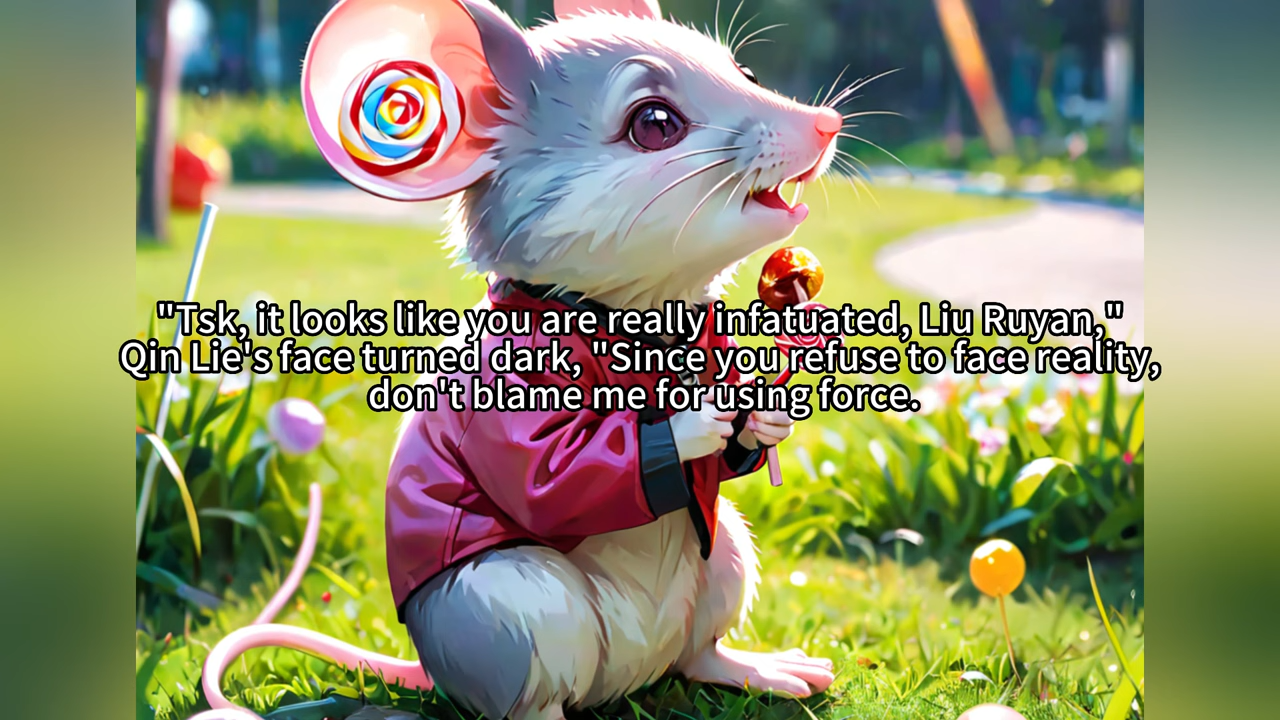 "Tsk, it looks like you are really infatuated, Liu Ruyan,"
Qin Lie's face turned dark, "Since you refuse to face reality,
don't blame me for using force.